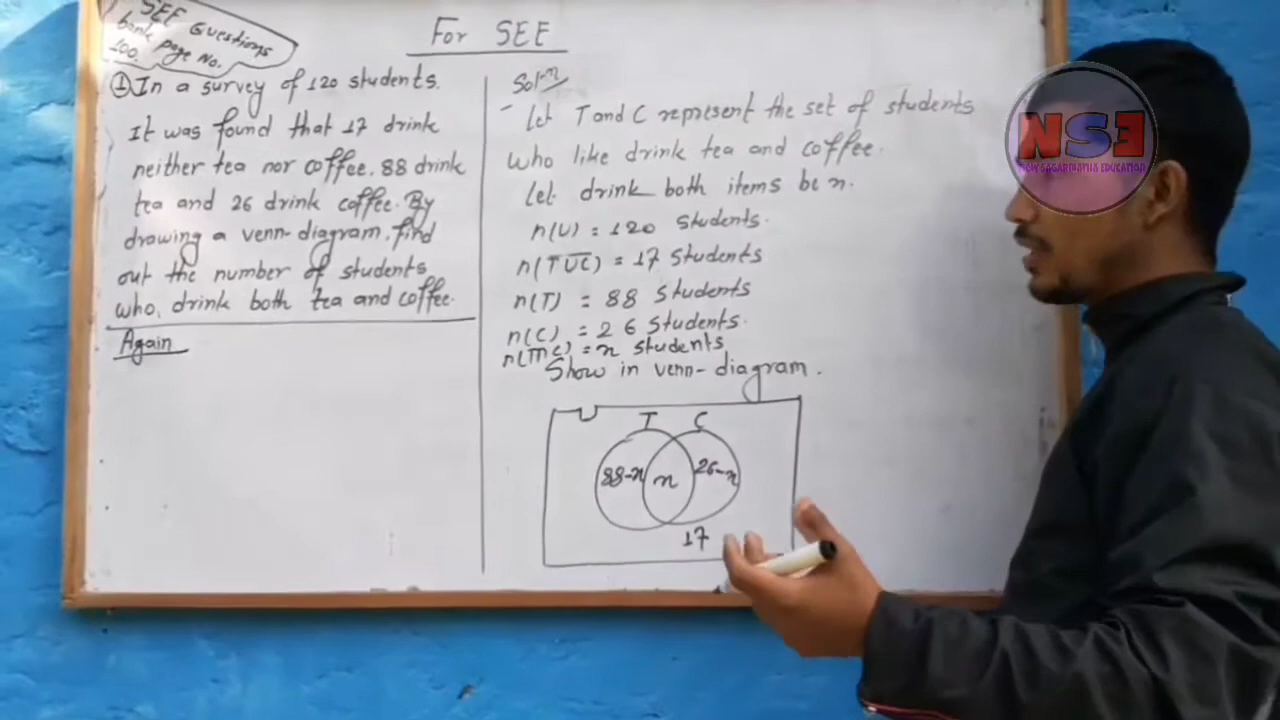 SEE Questions
bank page No.
100.
For SEE
① In a survey of 120 students.
It was found that 17 drink
neither tea nor coffee. 88 drink
tea and 26 drink coffee. By
drawing a venn-diagram, find
out the number of students
who, drink both tea and coffee.
Again
Sol-n
Let T and C represent the set of students
who like drink tea and coffee.
Let drink both items be n.
n(U) = 120 Students.
n(T̅U̅C̅) = 17 Students
n(T) = 88 Students
n(C) = 26 Students.
n(T∩C) = n students
Show in venn-diagram.
U
T C
88-n n 26-n
17
NSE
NEW SAGARMATHA EDUCATION